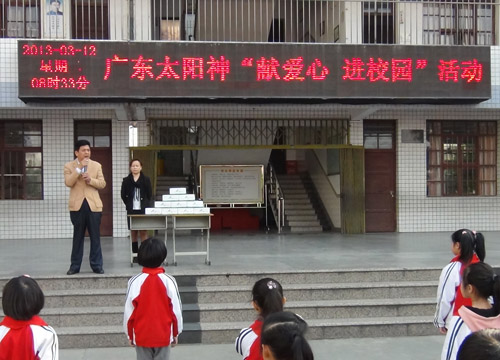 2013-03-12
星期二
08时33分
广东太阳神“献爱心 进校园”活动